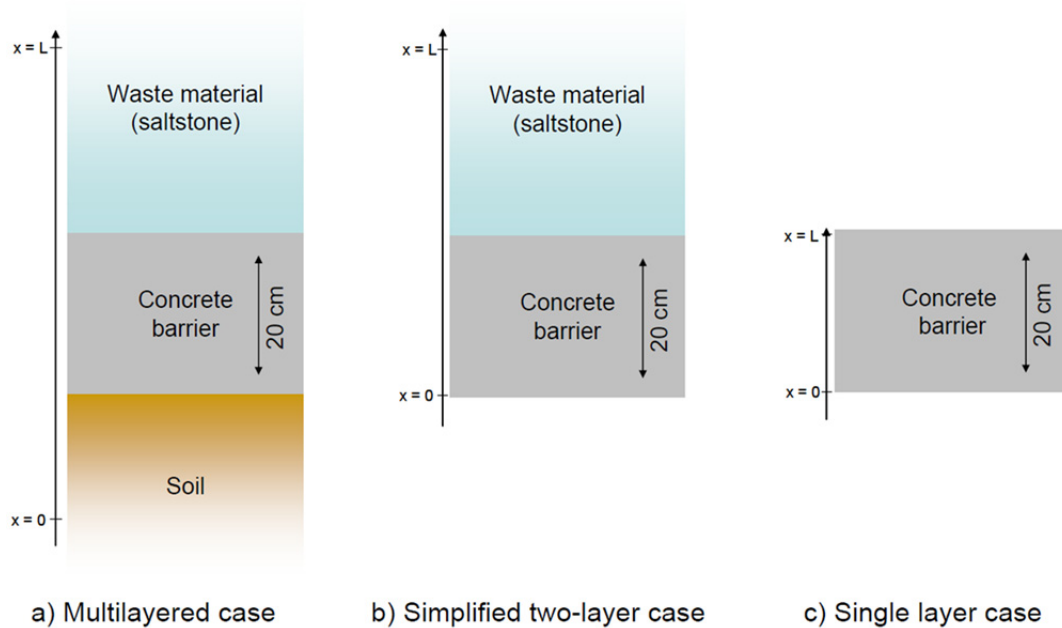 x = L
Waste material
(saltstone)
Concrete
barrier
20 cm
Soil
x = 0
a) Multilayered case
x = L
Waste material
(saltstone)
Concrete
barrier
20 cm
x = 0
b) Simplified two-layer case
x = L
Concrete
barrier
20 cm
x = 0
c) Single layer case